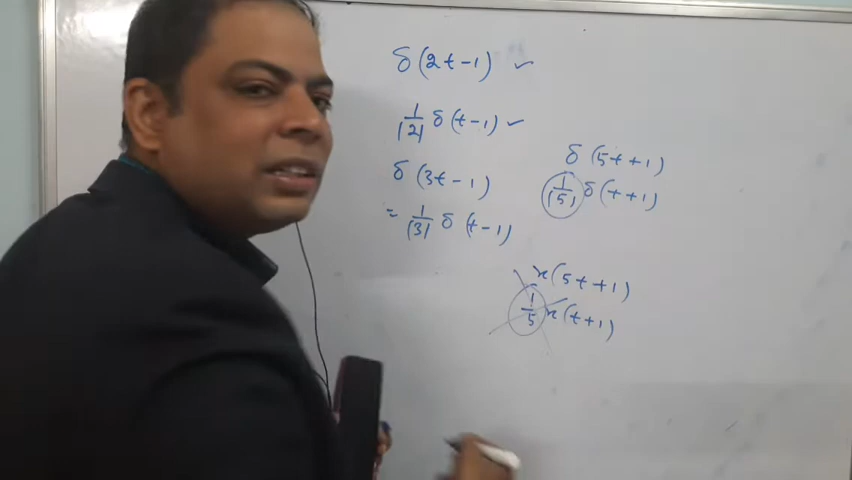 δ(2t-1) ✓
1/|2| δ(t-1) ✓
δ(3t-1)
= 1/|3| δ(t-1)
δ(5t+1)
1/|5| δ(t+1)
x(5t+1)
1/5 x(t+1)